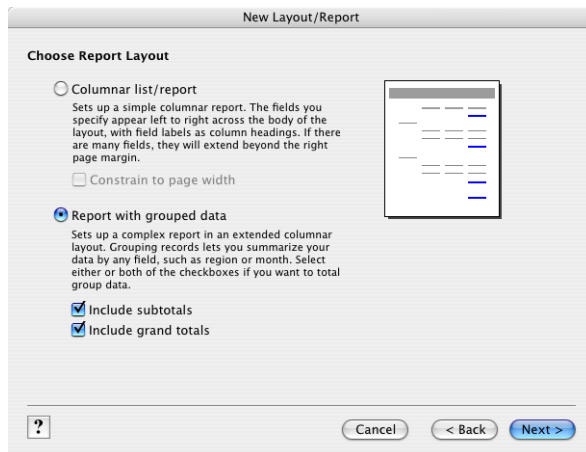 New Layout/Report
Choose Report Layout
Columnar list/report
Sets up a simple columnar report. The fields you
specify appear left to right across the body of the
layout, with field labels as column headings. If there
are many fields, they will extend beyond the right
page margin.
Constrain to page width
Report with grouped data
Sets up a complex report in an extended columnar
layout. Grouping records lets you summarize your
data by any field, such as region or month. Select
either or both of the checkboxes if you want to total
group data.
Include subtotals
Include grand totals
?
Cancel
< Back
Next >